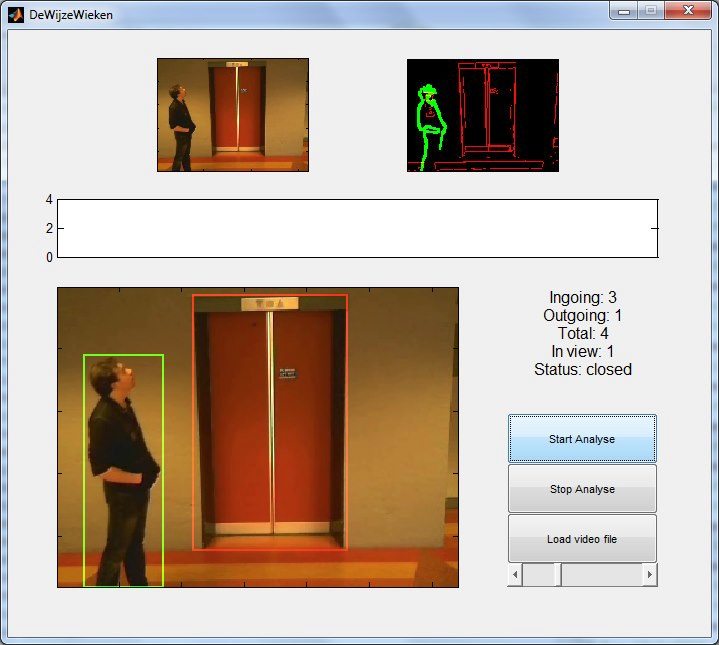 DeWijzeWieken
4
2
0
Ingoing: 3
Outgoing: 1
Total: 4
In view: 1
Status: closed
Start Analyse
Stop Analyse
Load video file